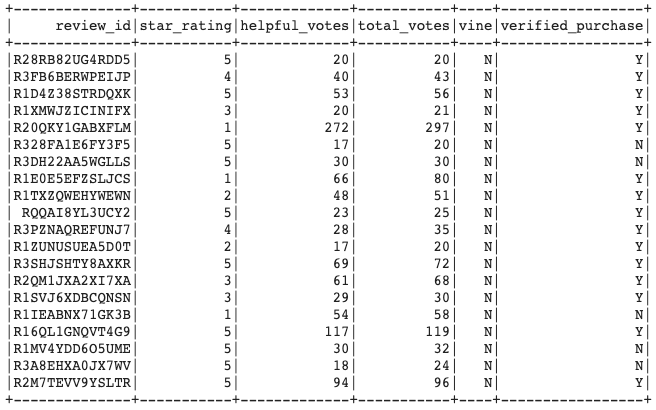 +--------------+-----------+-------------+-----------+----+-----------------+
|     review_id|star_rating|helpful_votes|total_votes|vine|verified_purchase|
+--------------+-----------+-------------+-----------+----+-----------------+
|R28RB82UG4RDD5|          5|           20|         20|   N|                Y|
|R3FB6BERWPEIJP|          4|           40|         43|   N|                Y|
|R1D4Z38STRDQXK|          5|           53|         56|   N|                Y|
|R1XMWJZICINIFX|          3|           20|         21|   N|                Y|
|R20QKY1GABXFLM|          1|          272|        297|   N|                Y|
|R328FA1E6FY3F5|          5|           17|         20|   N|                N|
|R3DH22AA5WGLLS|          5|           30|         30|   N|                N|
|R1E0E5EFZSLJCS|          1|           66|         80|   N|                Y|
|R1TXZQWEHYWEWN|          2|           48|         51|   N|                Y|
| RQQAI8YL3UCY2|          5|           23|         25|   N|                Y|
|R3PZNAQREFUNJ7|          4|           28|         35|   N|                Y|
|R1ZUNUSUEA5D0T|          2|           17|         20|   N|                Y|
|R3SHJSHTY8AXKR|          5|           69|         72|   N|                Y|
|R2QM1JXA2XI7XA|          3|           61|         68|   N|                Y|
|R1SVJ6XDBCQNSN|          3|           29|         30|   N|                Y|
|R1IEABNX71GK3B|          1|           54|         58|   N|                N|
|R16QL1GNQVT4G9|          5|          117|        119|   N|                Y|
|R1MV4YDD6O5UME|          5|           30|         32|   N|                N|
|R3A8EHXA0JX7WV|          5|           18|         24|   N|                N|
|R2M7TEVV9YSLTR|          5|           94|         96|   N|                Y|
+--------------+-----------+-------------+-----------+----+-----------------+